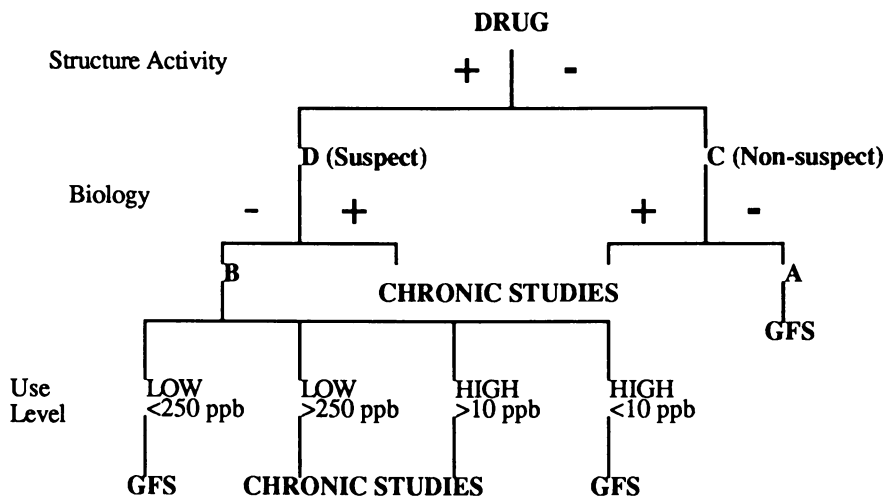 DRUG
Structure Activity
+ -
D (Suspect) C (Non-suspect)
Biology
- + + -
B A
CHRONIC STUDIES
GFS
Use Level
LOW <250 ppb
LOW >250 ppb
HIGH >10 ppb
HIGH <10 ppb
GFS CHRONIC STUDIES GFS